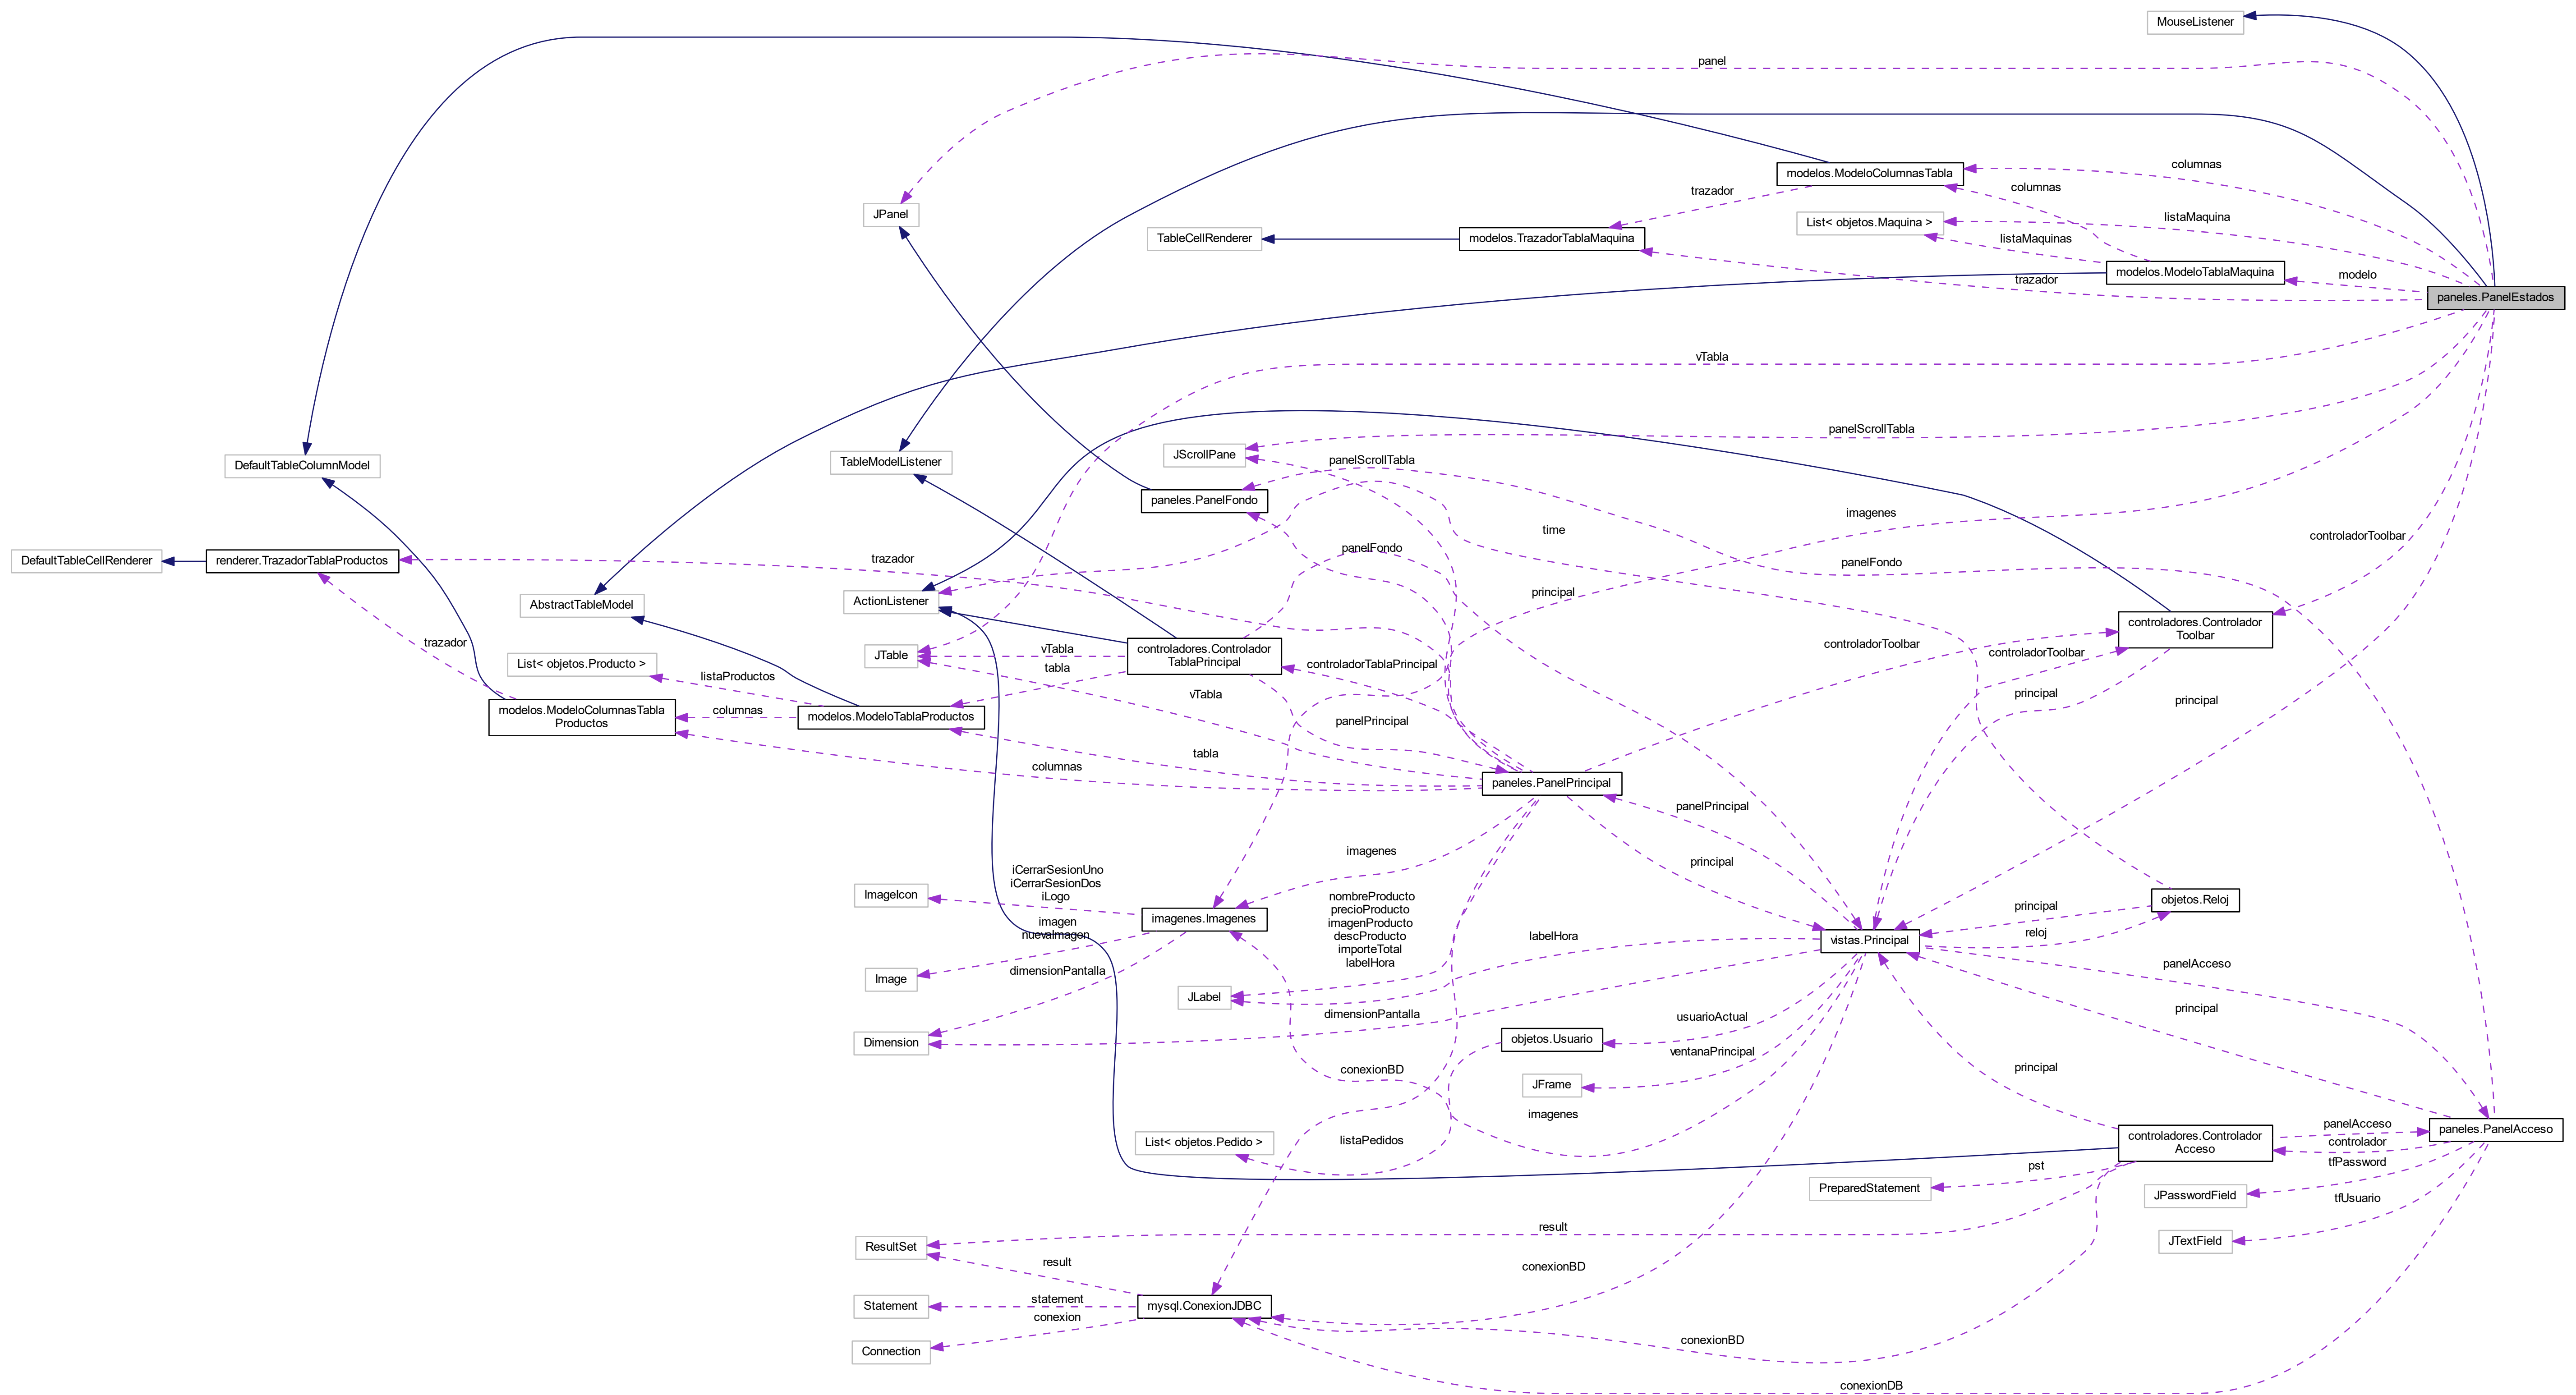 MouseListener
panel
modelos.ModeloColumnasTabla
columnas
trazador
columnas
JPanel
List< objetos.Maquina >
listaMaquina
TableCellRenderer
modelos.TrazadorTablaMaquina
listaMaquinas
modelos.ModeloTablaMaquina
modelo
trazador
paneles.PanelEstados
vTabla
panelScrollTabla
DefaultTableColumnModel
TableModelListener
JScrollPane
panelScrollTabla
paneles.PanelFondo
imagenes
time
controladorToolbar
panelFondo
panelFondo
DefaultTableCellRenderer
renderer.TrazadorTablaProductos
trazador
principal
AbstractTableModel
ActionListener
controladores.Controlador
Toolbar
trazador
controladorToolbar
vTabla
controladores.Controlador
TablaPrincipal
JTable
List< objetos.Producto >
tabla
controladorTablaPrincipal
controladorToolbar
listaProductos
vTabla
principal
principal
modelos.ModeloColumnasTabla
Productos
columnas
modelos.ModeloTablaProductos
panelPrincipal
tabla
columnas
paneles.PanelPrincipal
panelPrincipal
imagenes
principal
iCerrarSesionUno
iCerrarSesionDos
iLogo
ImageIcon
nombreProducto
precioProducto
imagenProducto
descProducto
importeTotal
labelHora
objetos.Reloj
principal
imagenes.Imagenes
imagen
nuevaImagen
labelHora
vistas.Principal
reloj
panelAcceso
Image
dimensionPantalla
JLabel
principal
dimensionPantalla
usuarioActual
Dimension
objetos.Usuario
ventanaPrincipal
conexionBD
JFrame
principal
imagenes
panelAcceso
paneles.PanelAcceso
List< objetos.Pedido >
listaPedidos
controladores.Controlador
Acceso
controlador
tfPassword
pst
PreparedStatement
JPasswordField
tfUsuario
result
ResultSet
JTextField
result
conexionBD
Statement
statement
mysql.ConexionJDBC
conexion
conexionBD
Connection
conexionDB